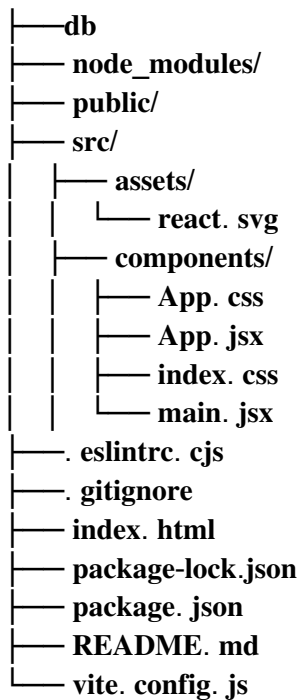 ├──db
├── node_modules/
├── public/
├── src/
│   ├── assets/
│   │   └── react. svg
│   ├── components/
│   │   ├── App. css
│   │   ├── App. jsx
│   │   ├── index. css
│   │   └── main. jsx
├──. eslintrc. cjs
├──. gitignore
├── index. html
├── package-lock.json
├── package. json
├── README. md
└── vite. config. js